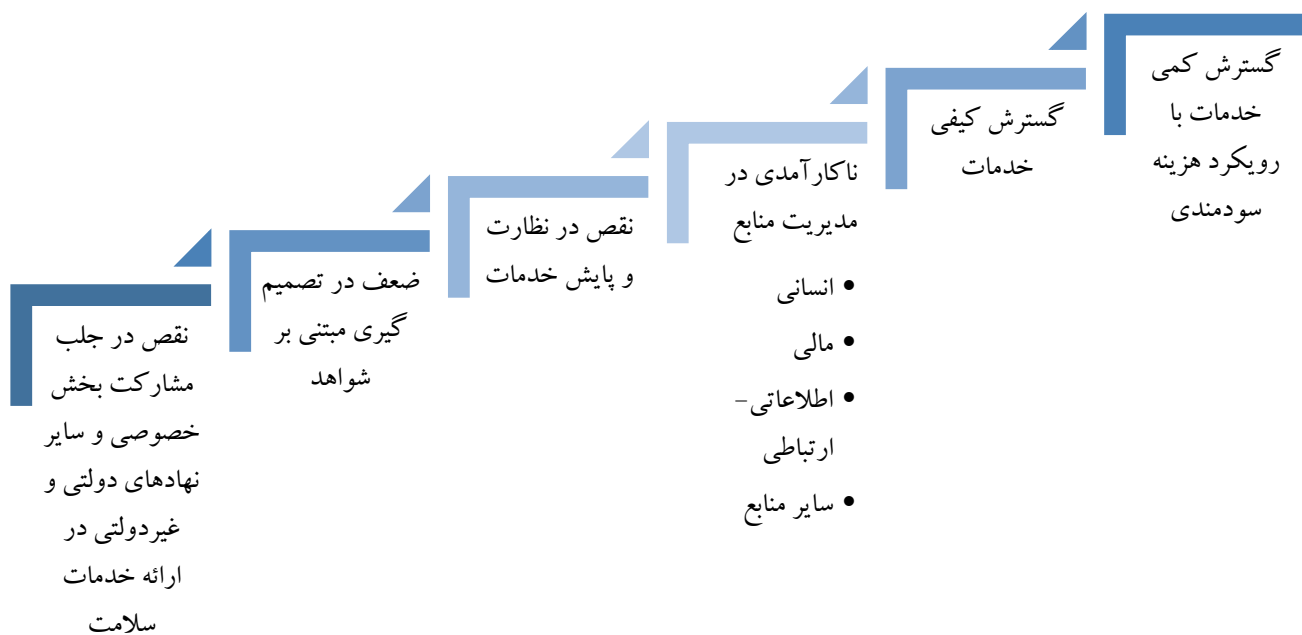 گسترش کمی
خدمات با
رویکرد هزینه
سودمندی
گسترش کیفی
خدمات
ناکارآمدی در
مدیریت منابع
• انسانی
• مالی
• اطلاعاتی-
ارتباطی
• سایر منابع
نقص در نظارت
و پایش خدمات
ضعف در تصمیم
گیری مبتنی بر
شواهد
نقص در جلب
مشارکت بخش
خصوصی و سایر
نهادهای دولتی و
غیردولتی در
ارائه خدمات
سلامت